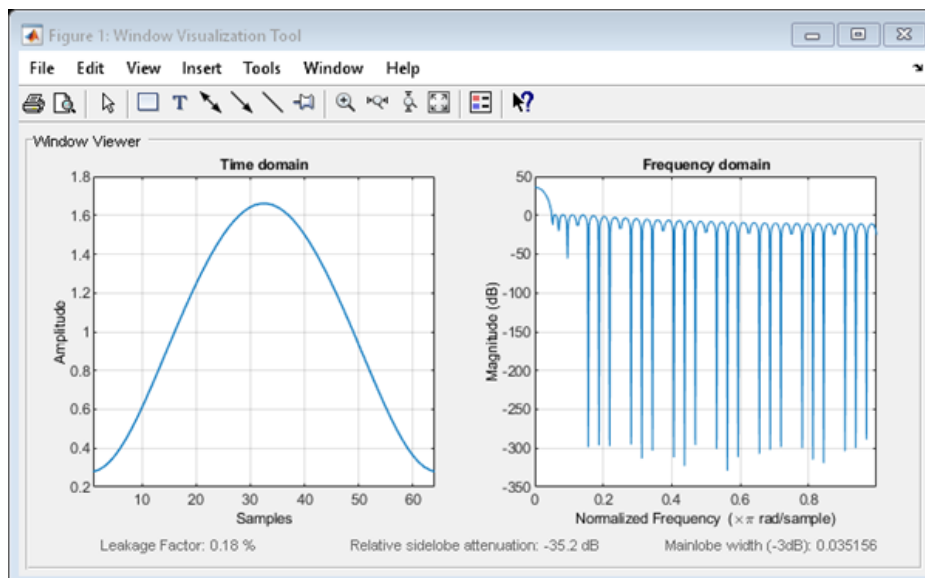 Figure 1: Window Visualization Tool
File Edit View Insert Tools Window Help
T
?
Window Viewer
Time domain
1.8
1.6
1.4
1.2
1
0.8
0.6
0.4
0.2
Amplitude
10 20 30 40 50 60
Samples
Frequency domain
50
0
-50
-100
-150
-200
-250
-300
-350
Magnitude (dB)
0 0.2 0.4 0.6 0.8
Normalized Frequency (×π rad/sample)
Leakage Factor: 0.18 % Relative sidelobe attenuation: -35.2 dB Mainlobe width (-3dB): 0.035156